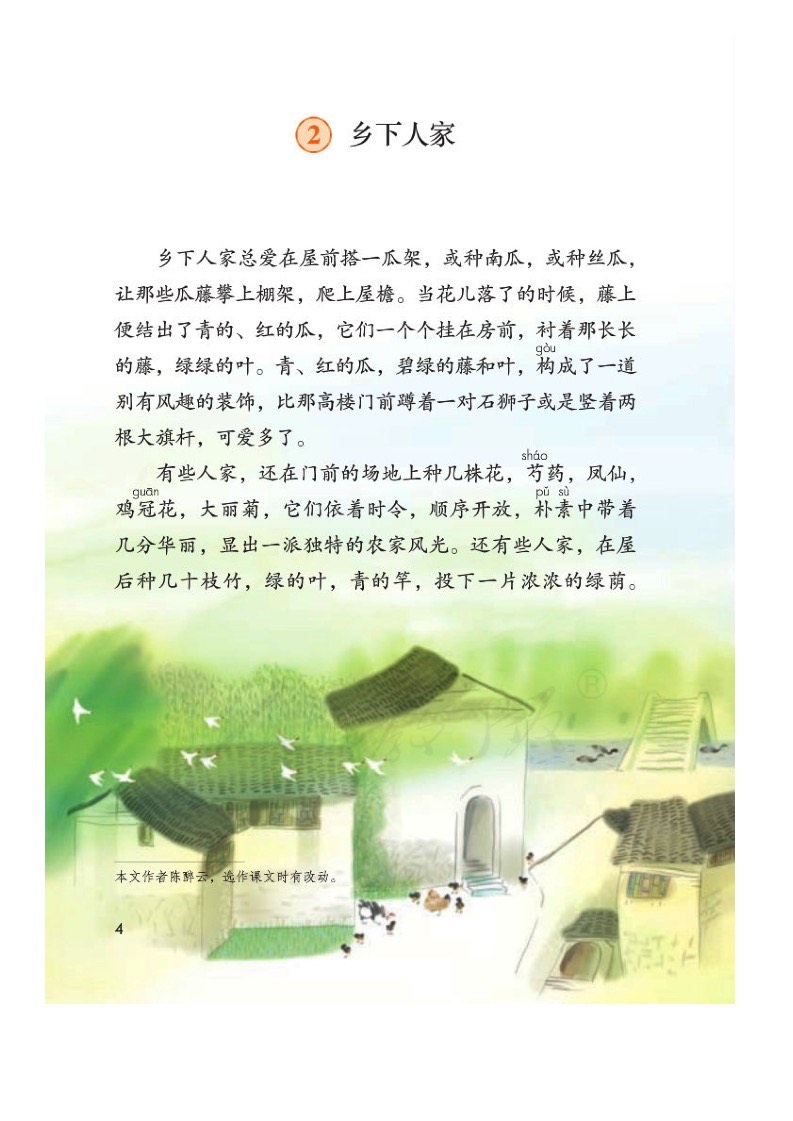 2 乡下人家
乡下人家总爱在屋前搭一瓜架，或种南瓜，或种丝瓜，
让那些瓜藤攀上棚架，爬上屋檐。当花儿落了的时候，藤上
便结出了青的、红的瓜，它们一个个挂在房前，衬着那长长
gòu
的藤，绿绿的叶。青、红的瓜，碧绿的藤和叶，构成了一道
别有风趣的装饰，比那高楼门前蹲着一对石狮子或是竖着两
根大旗杆，可爱多了。
sháo
有些人家，还在门前的场地上种几株花，芍药，凤仙，
guān pǔ sù
鸡冠花，大丽菊，它们依着时令，顺序开放，朴素中带着
几分华丽，显出一派独特的农家风光。还有些人家，在屋
后种几十枝竹，绿的叶，青的竿，投下一片浓浓的绿荫。
®
本文作者陈醉云，选作课文时有改动。
4